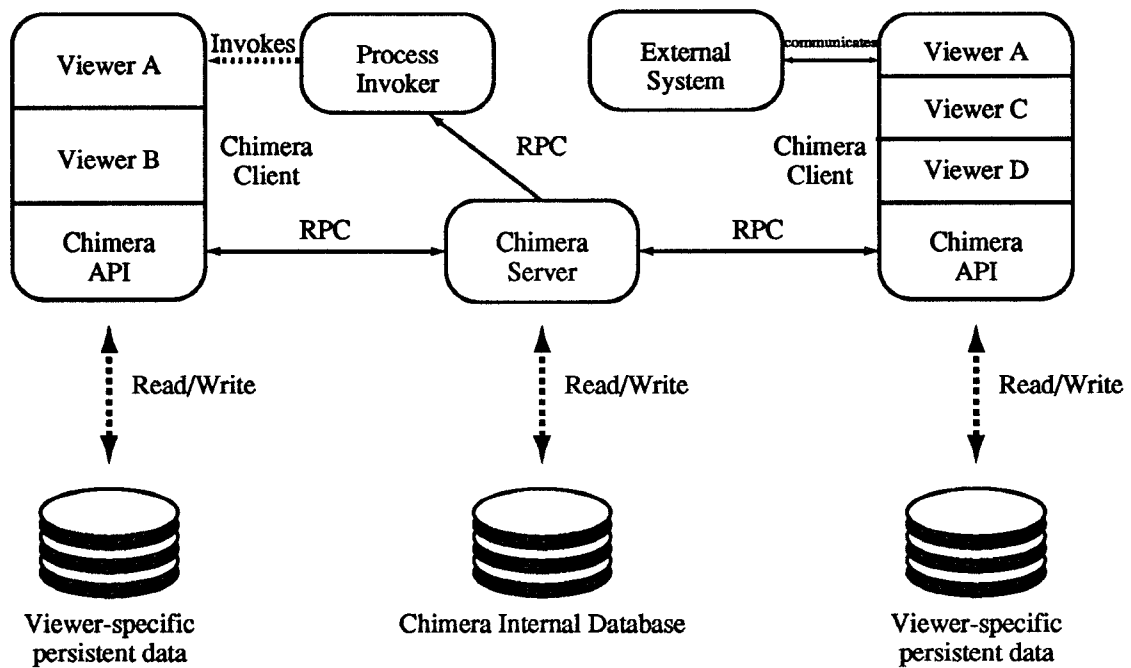 Viewer A
Viewer B
Chimera
API
Invokes
Process
Invoker
Chimera
Client
RPC
RPC
Chimera
Server
External
System
communicates
Viewer A
Viewer C
Viewer D
Chimera
API
Chimera
Client
RPC
Read/Write
Read/Write
Read/Write
Viewer-specific
persistent data
Chimera Internal Database
Viewer-specific
persistent data